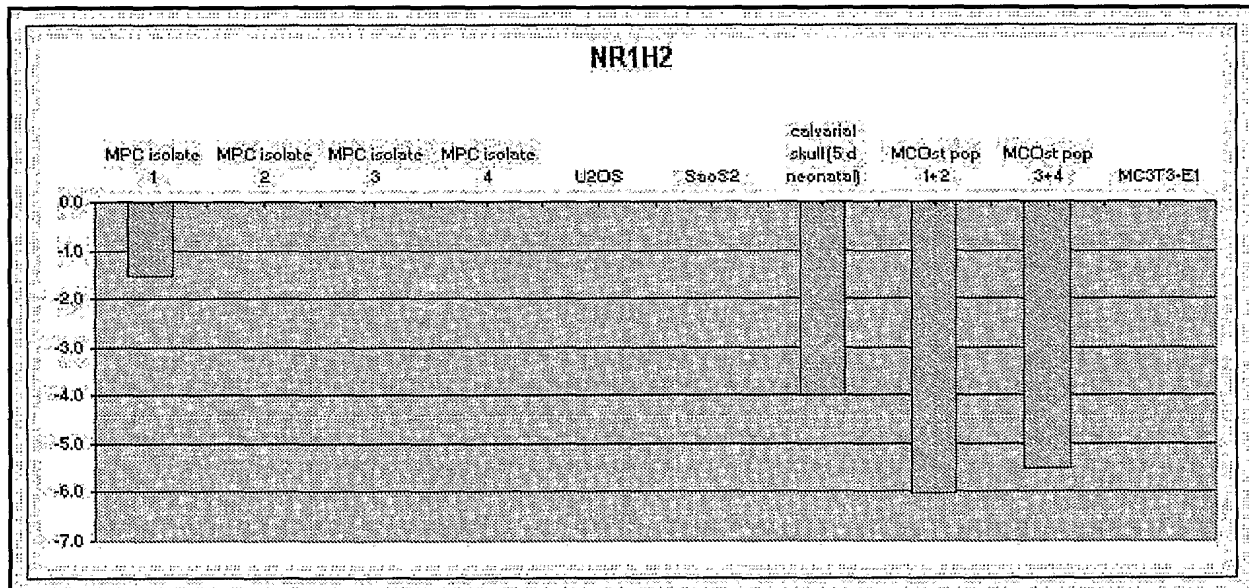 NR1H2
MPC isolate
1
MPC isolate
2
MPC isolate
3
MPC isolate
4
U2OS
SaoS2
calvarial
skull(5 d
neonatal)
MCOst pop
1+2
MCOst pop
3+4
MC3T3-E1
0.0
-1.0
-2.0
-3.0
-4.0
-5.0
-6.0
-7.0